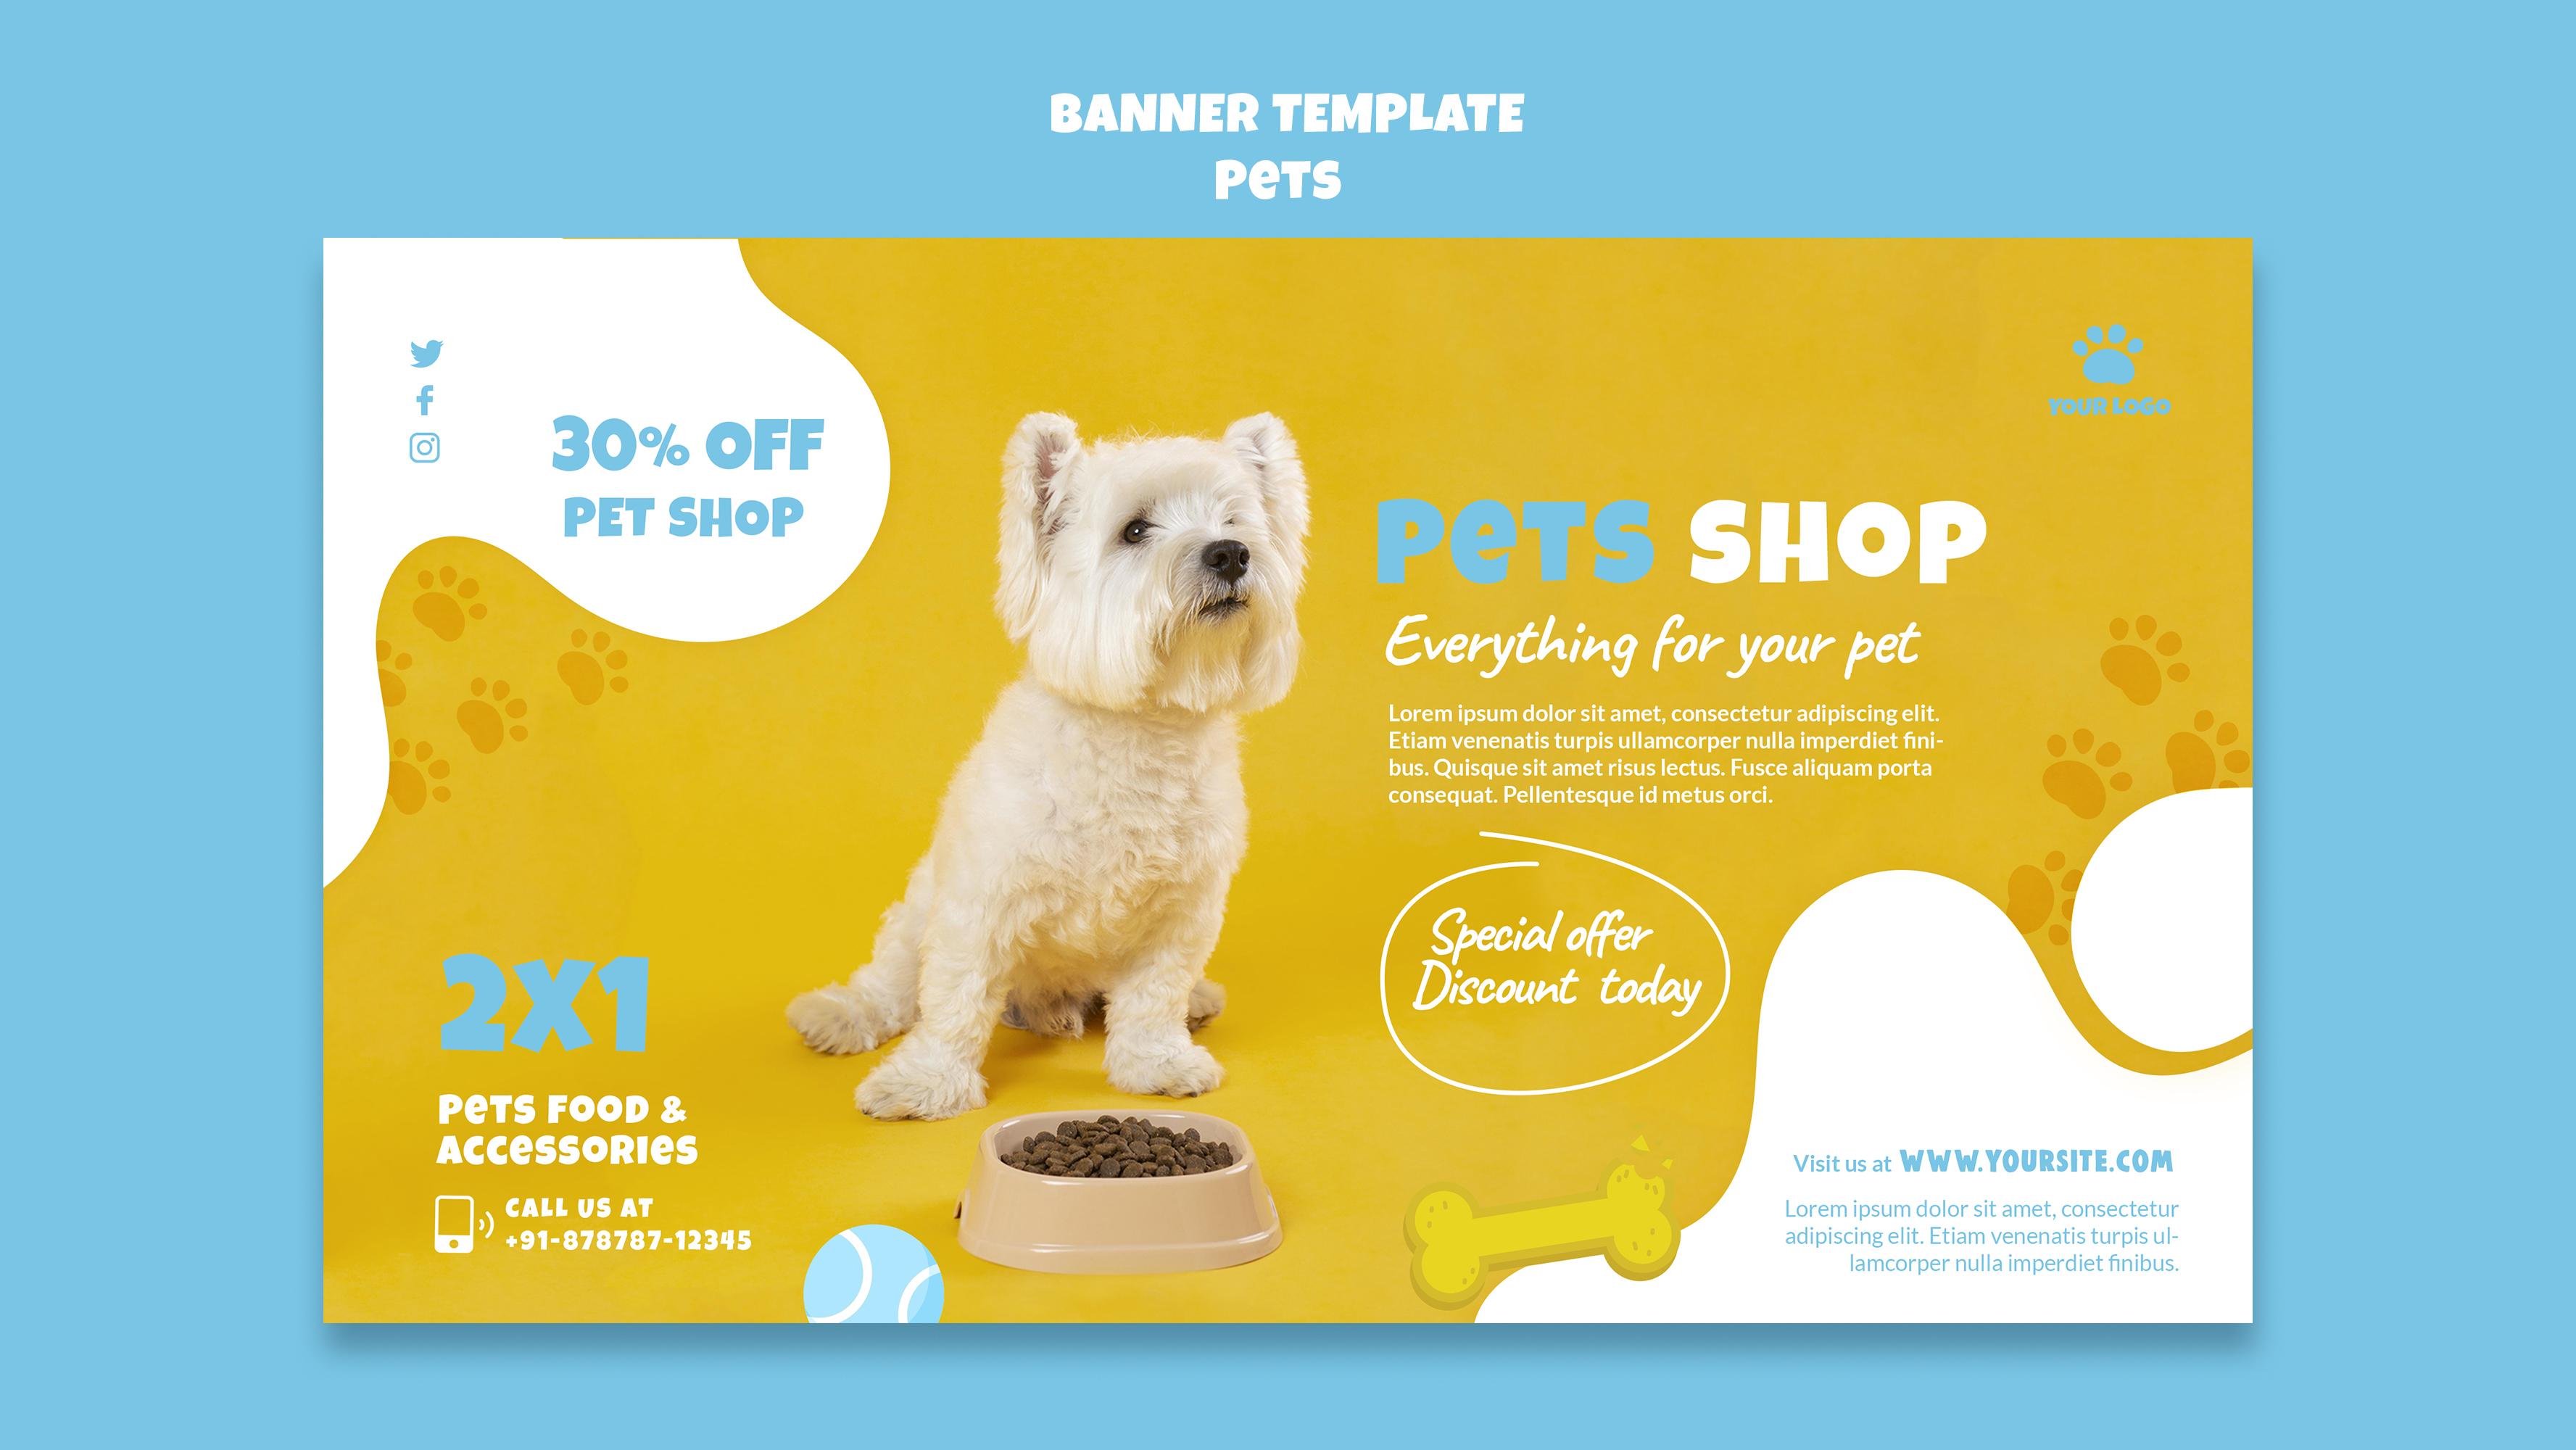 BANNER TEMPLATE
PETS
30% OFF
PET SHOP
YOUR LOGO
PETS SHOP
Everything for your pet
Lorem ipsum dolor sit amet, consectetur adipiscing elit.
Etiam venenatis turpis ullamcorper nulla imperdiet fini-
bus. Quisque sit amet risus lectus. Fusce aliquam porta
consequat. Pellentesque id metus orci.
Special offer
Discount today
2X1
PETS FOOD &
ACCESSORIES
CALL US AT
+91-878787-12345
Visit us at WWW.YOURSITE.COM
Lorem ipsum dolor sit amet, consectetur
adipiscing elit. Etiam venenatis turpis ul-
lamcorper nulla imperdiet finibus.